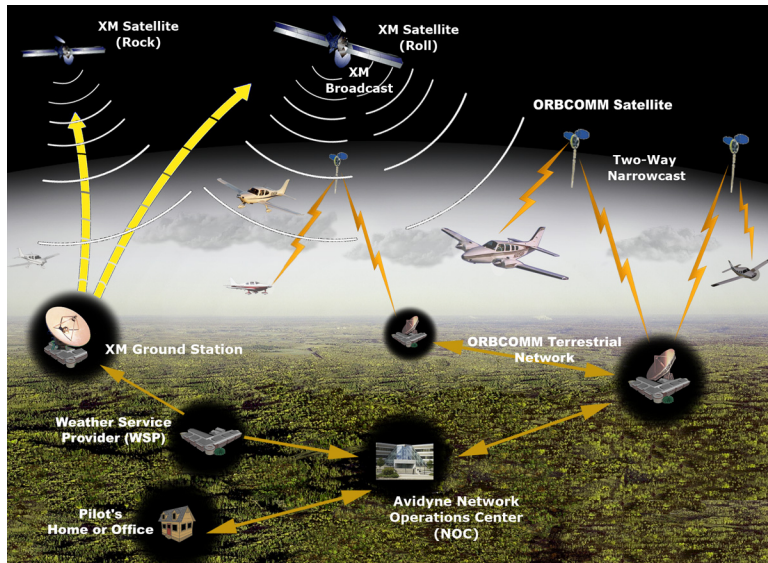 XM Satellite
(Rock)
XM Satellite
(Roll)
XM
Broadcast
ORBCOMM Satellite
Two-Way
Narrowcast
XM Ground Station
ORBCOMM Terrestrial
Network
Weather Service
Provider (WSP)
Pilot's
Home or Office
Avidyne Network
Operations Center
(NOC)